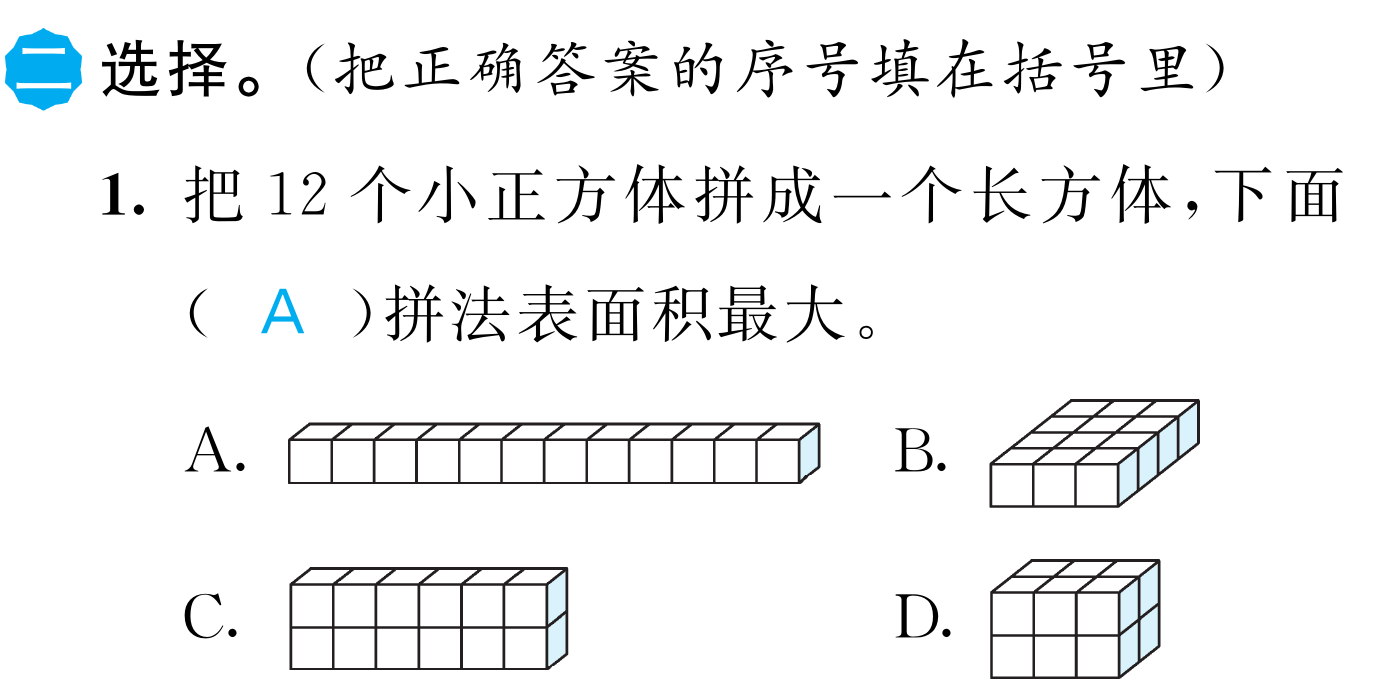 二 选择。(把正确答案的序号填在括号里)
1. 把 12 个小正方体拼成一个长方体,下面
( A )拼法表面积最大。
A. B.
C. D.